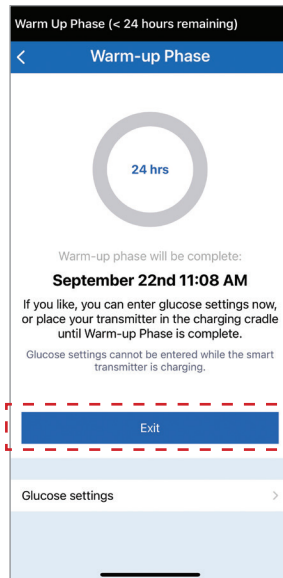 Warm Up Phase (< 24 hours remaining)
Warm-up Phase
24 hrs
Warm-up phase will be complete:
September 22nd 11:08 AM
If you like, you can enter glucose settings now,
or place your transmitter in the charging cradle
until Warm-up Phase is complete.
Glucose settings cannot be entered while the smart
transmitter is charging.
Exit
Glucose settings